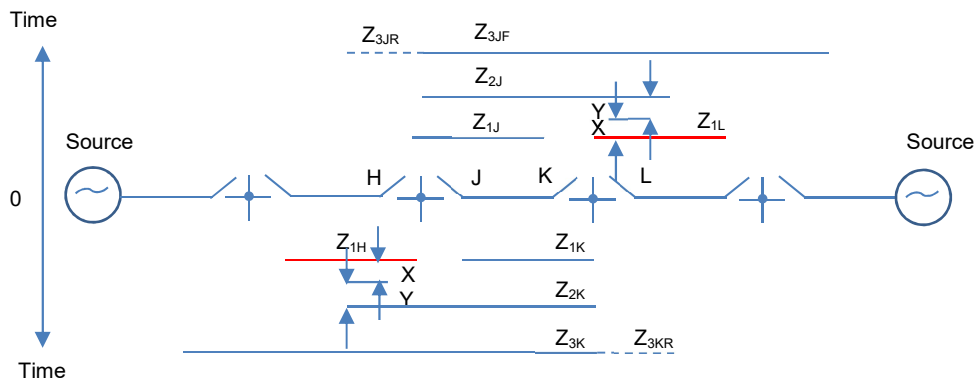 Time
Z3JR Z3JF
Z2J
Y
X
Z1J Z1L
Source Source
0 H J K L
Z1H Z1K
X
Y Z2K
Z3K Z3KR
Time